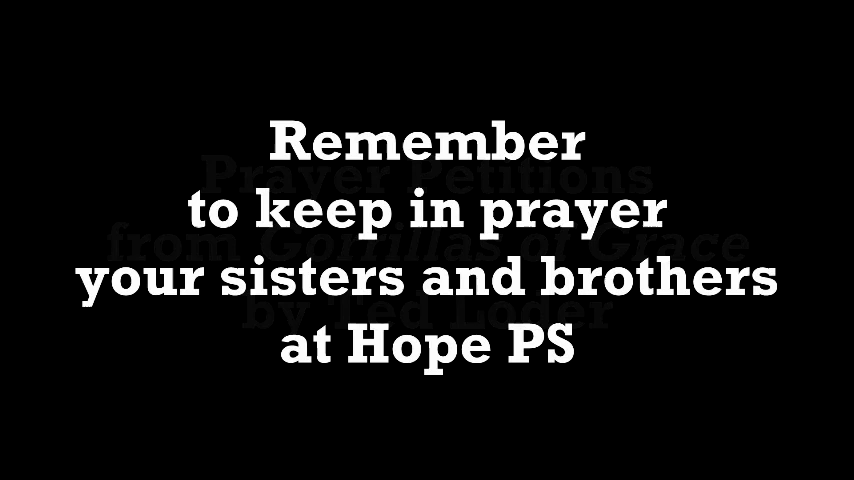 Remember
to keep in prayer
your sisters and brothers
at Hope PS
Prayer Petitions
from Gorrillas of Grace
by Ted Loder